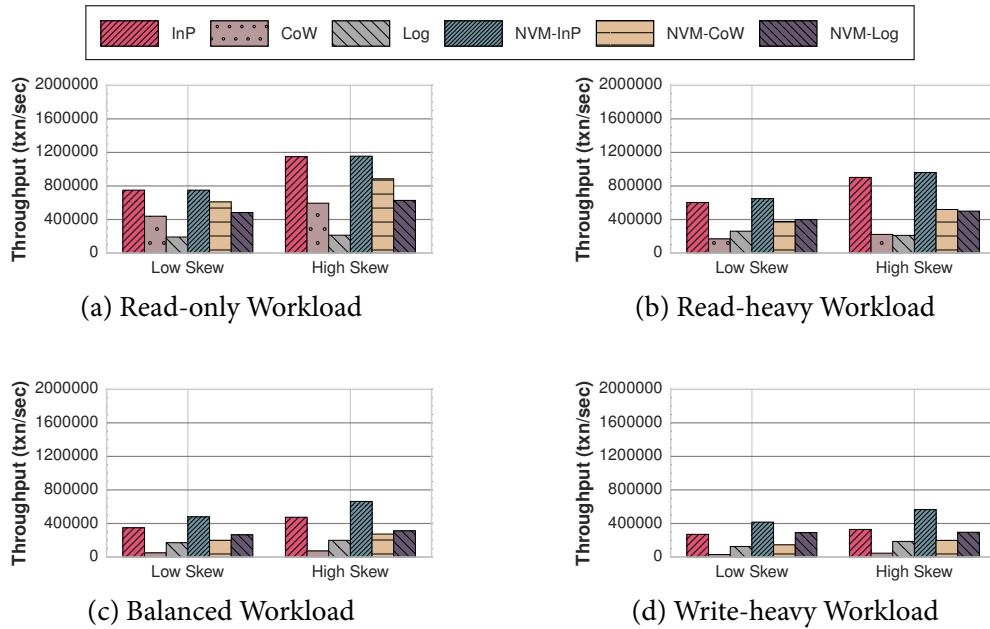 InP CoW Log NVM-InP NVM-CoW NVM-Log
Throughput (txn/sec)
2000000
1600000
1200000
800000
400000
0
Low Skew High Skew
(a) Read-only Workload
Throughput (txn/sec)
2000000
1600000
1200000
800000
400000
0
Low Skew High Skew
(b) Read-heavy Workload
Throughput (txn/sec)
2000000
1600000
1200000
800000
400000
0
Low Skew High Skew
(c) Balanced Workload
Throughput (txn/sec)
2000000
1600000
1200000
800000
400000
0
Low Skew High Skew
(d) Write-heavy Workload